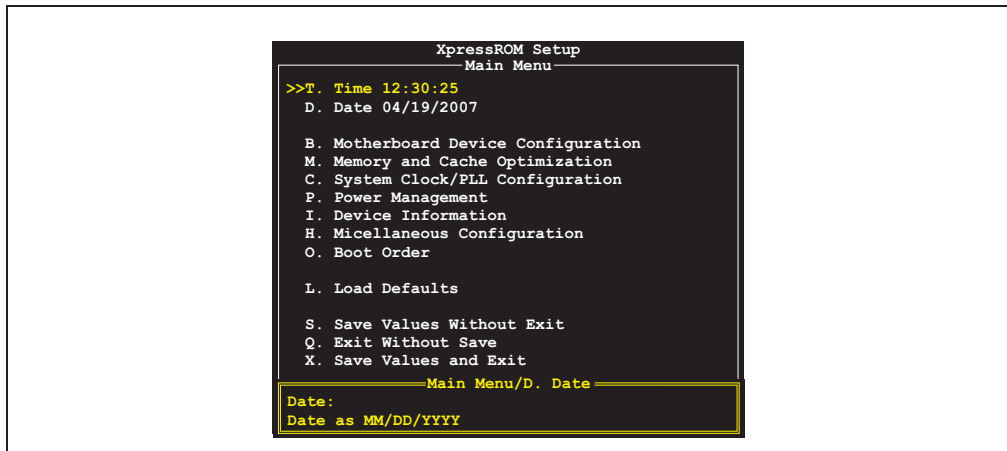 XpressROM Setup
Main Menu
>>T. Time 12:30:25
D. Date 04/19/2007
B. Motherboard Device Configuration
M. Memory and Cache Optimization
C. System Clock/PLL Configuration
P. Power Management
I. Device Information
H. Micellaneous Configuration
O. Boot Order
L. Load Defaults
S. Save Values Without Exit
Q. Exit Without Save
X. Save Values and Exit
Main Menu/D. Date
Date:
Date as MM/DD/YYYY